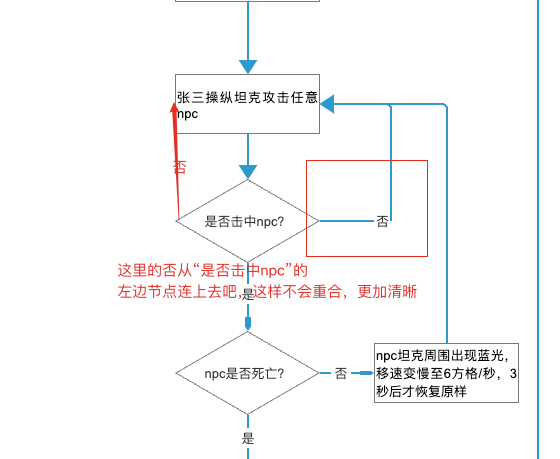 张三操纵坦克攻击任意
npc
否
是否击中npc?
否
这里的否从“是否击中npc”的
左边节点连上去吧，这样不会重合，更加清晰
是
npc是否死亡?
否
npc坦克周围出现蓝光，
移速变慢至6方格/秒，3
秒后才恢复原样
是